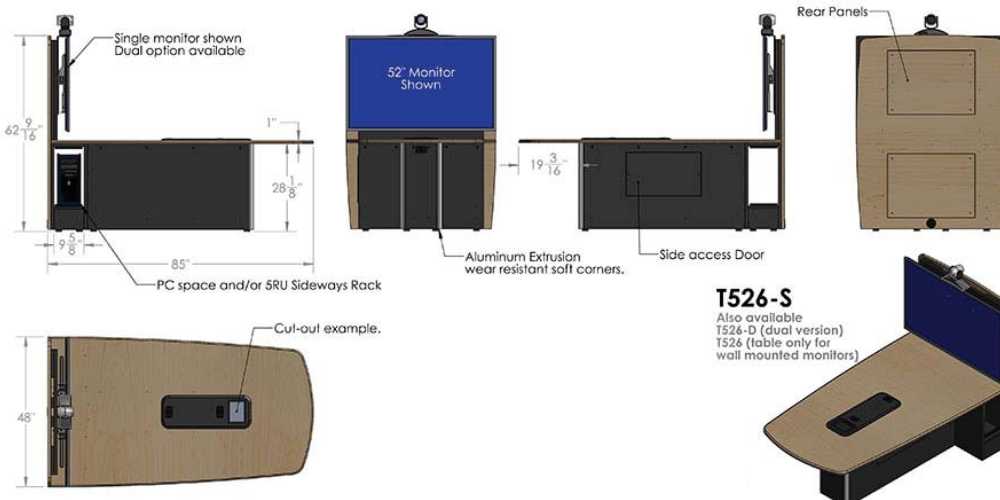 Single monitor shown
Dual option available
62 9/16"
1"
28 1/8"
9 5/8"
85"
PC space and/or 5RU Sideways Rack
52" Monitor
Shown
Aluminum Extrusion
wear resistant soft corners.
19 3/16"
Side access Door
Rear Panels
48"
Cut-out example.
T526-S
Also available
T526-D (dual version)
T526 (table only for
wall mounted monitors)